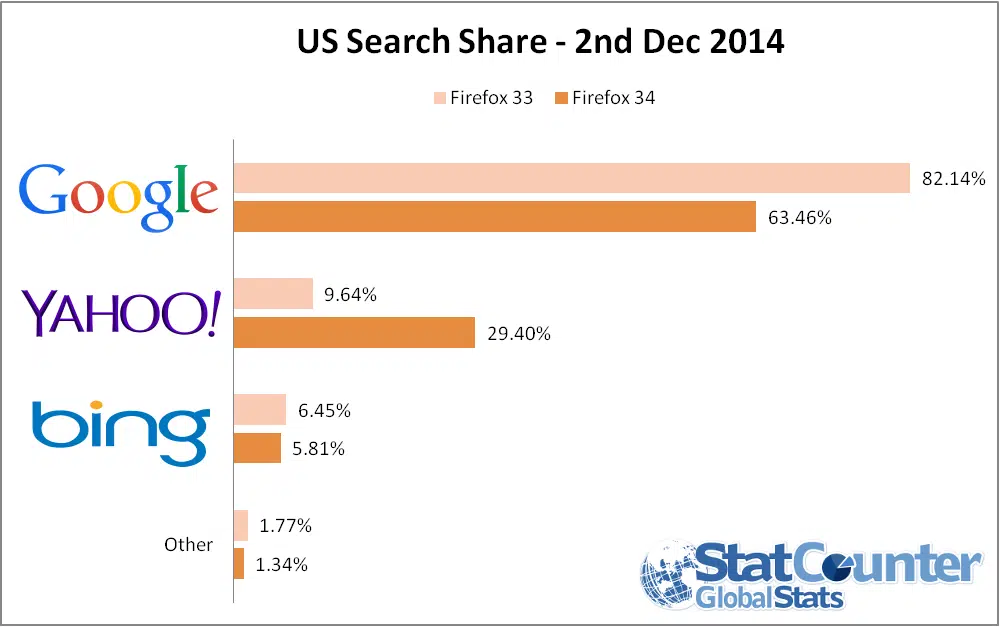 US Search Share - 2nd Dec 2014
Firefox 33 Firefox 34
Google
82.14%
63.46%
YAHOO!
9.64%
29.40%
bing
6.45%
5.81%
Other
1.77%
1.34%
StatCounter
GlobalStats